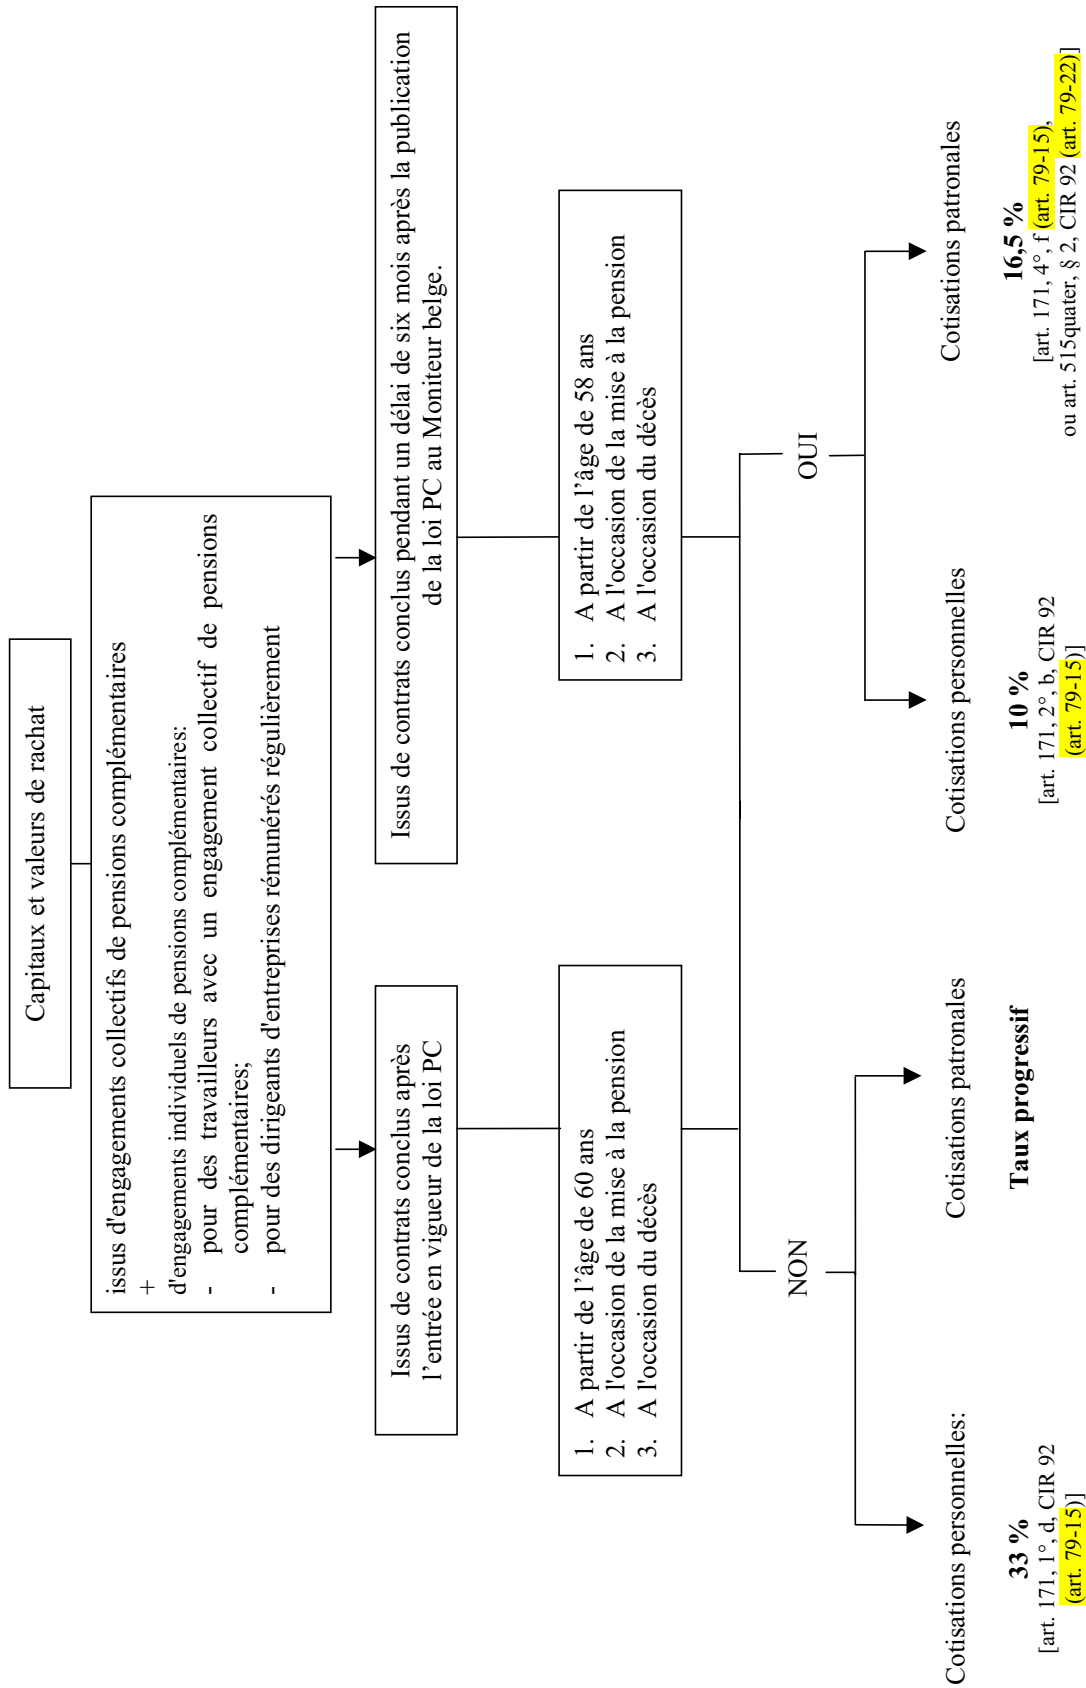 Capitaux et valeurs de rachat
issus d'engagements collectifs de pensions complémentaires
+
d'engagements individuels de pensions complémentaires:
- pour des travailleurs avec un engagement collectif de pensions
complémentaires;
- pour des dirigeants d'entreprises rémunérés régulièrement
Issus de contrats conclus après
l’entrée en vigueur de la loi PC
Issus de contrats conclus pendant un délai de six mois après la publication
de la loi PC au Moniteur belge.
1. A partir de l’âge de 60 ans
2. A l'occasion de la mise à la pension
3. A l'occasion du décès
1. A partir de l’âge de 58 ans
2. A l'occasion de la mise à la pension
3. A l'occasion du décès
NON
OUI
Cotisations personnelles:
33 %
[art. 171, 1°, d, CIR 92
(art. 79-15)]
Cotisations patronales
Taux progressif
Cotisations personnelles
10 %
[art. 171, 2°, b, CIR 92
(art. 79-15)]
Cotisations patronales
16,5 %
[art. 171, 4°, f (art. 79-15),
ou art. 515quater, § 2, CIR 92 (art. 79-22)]